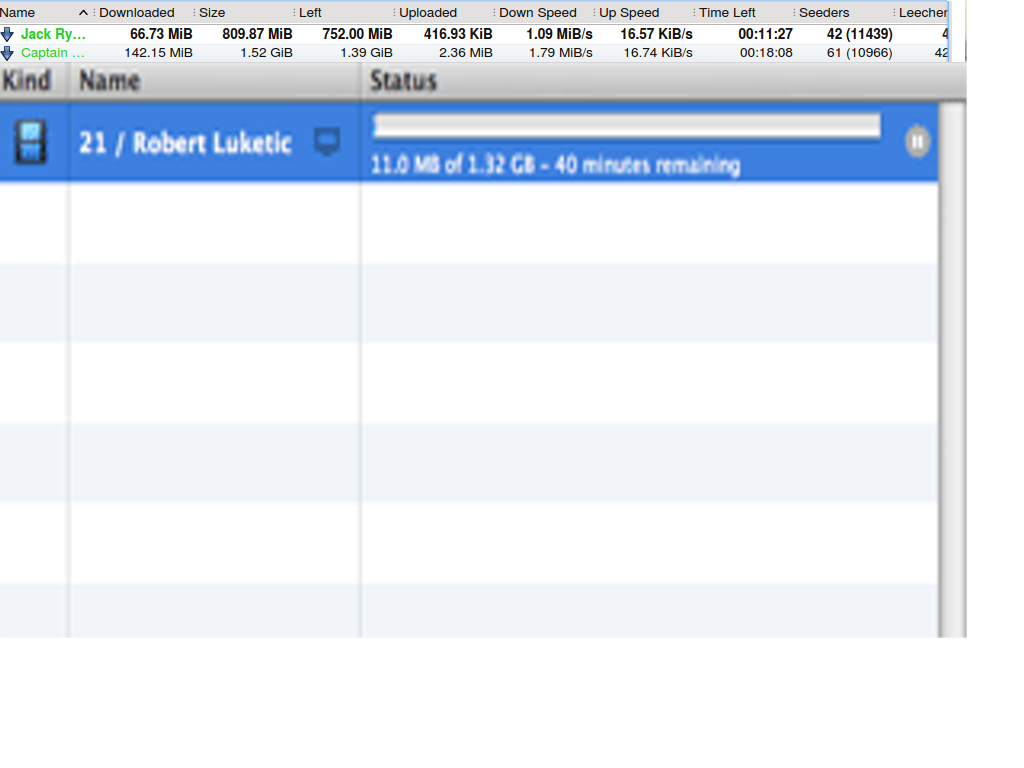 Name Downloaded Size Left Uploaded Down Speed Up Speed Time Left Seeders Leecher
Jack Ry... 66.73 MiB 809.87 MiB 752.00 MiB 416.93 KiB 1.09 MiB/s 16.57 KiB/s 00:11:27 42 (11439) 4
Captain ... 142.15 MiB 1.52 GiB 1.39 GiB 2.36 MiB 1.79 MiB/s 16.74 KiB/s 00:18:08 61 (10966) 42
Kind Name Status
21 / Robert Luketic
11.0 MB of 1.32 GB - 40 minutes remaining